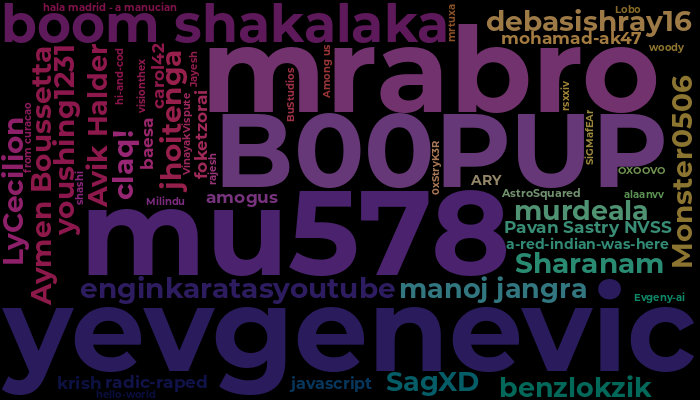 hala madrid - a manucian
boom shakalaka
mrtuxa
Lobo
debasishray16
mohamad-ak47
woody
LyCecilion
from curacao
Aymen Boussetta
youshing1231
shashi
Avik Halder
hi-and-cod
claq!
visionthex
baesa
carol42
jhoitenga
VinayakVispute
Jayesh
foketzorai
rajesh
mrabro
BuStudios
Among us
rsxxiv
B00PUP
oxStryK3R
SiGMafEAr
OXOOVO
Monster0506
ARY
AstroSquared
alaanvv
Milindu
amogus
mu578
murdeala
Pavan Sastry NVSS
a-red-indian-was-here
Sharanam
enginkaratasyoutube
manoj jangra
Evgeny-ai
yevgenevic
krish
radic-raped
hello-world
javascript
SagXD
benzlokzik